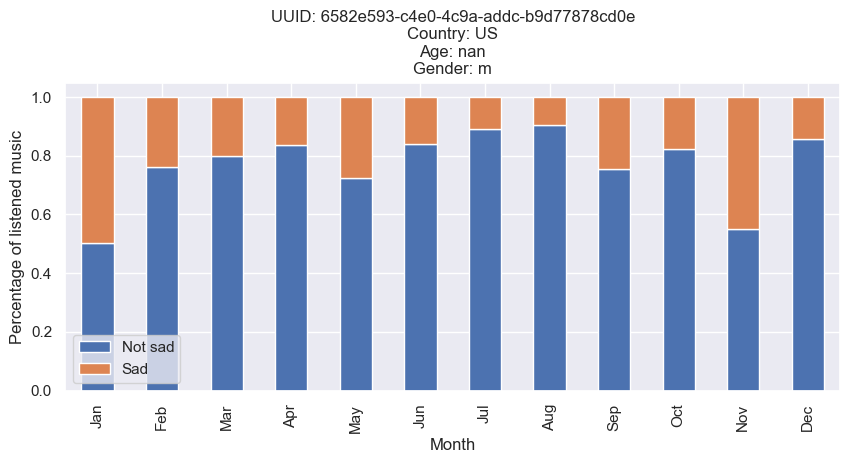 UUID: 6582e593-c4e0-4c9a-addc-b9d77878cd0e
Country: US
Age: nan
Gender: m
Percentage of listened music
1.0
0.8
0.6
0.4
0.2
0.0
Not sad
Sad
Jan Feb Mar Apr May Jun Jul Aug Sep Oct Nov Dec
Month